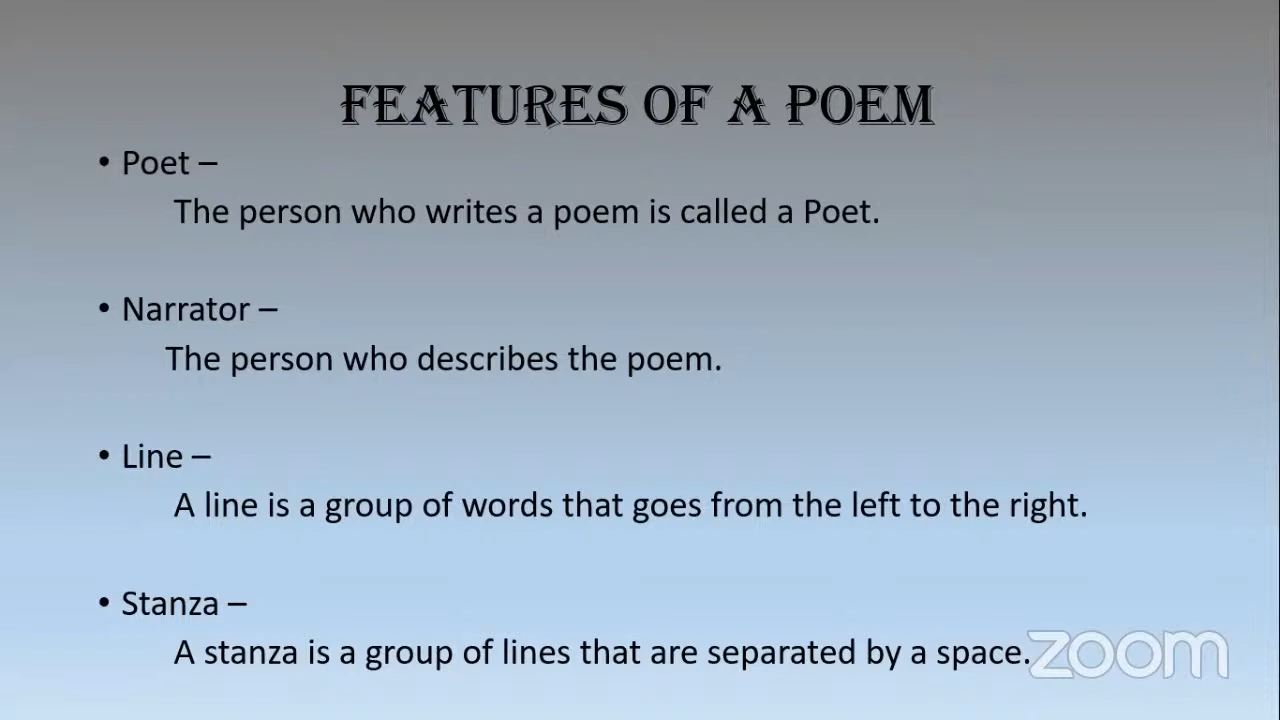 FEATURES OF A POEM
• Poet –
The person who writes a poem is called a Poet.
• Narrator –
The person who describes the poem.
• Line –
A line is a group of words that goes from the left to the right.
• Stanza –
A stanza is a group of lines that are separated by a space.
zoom